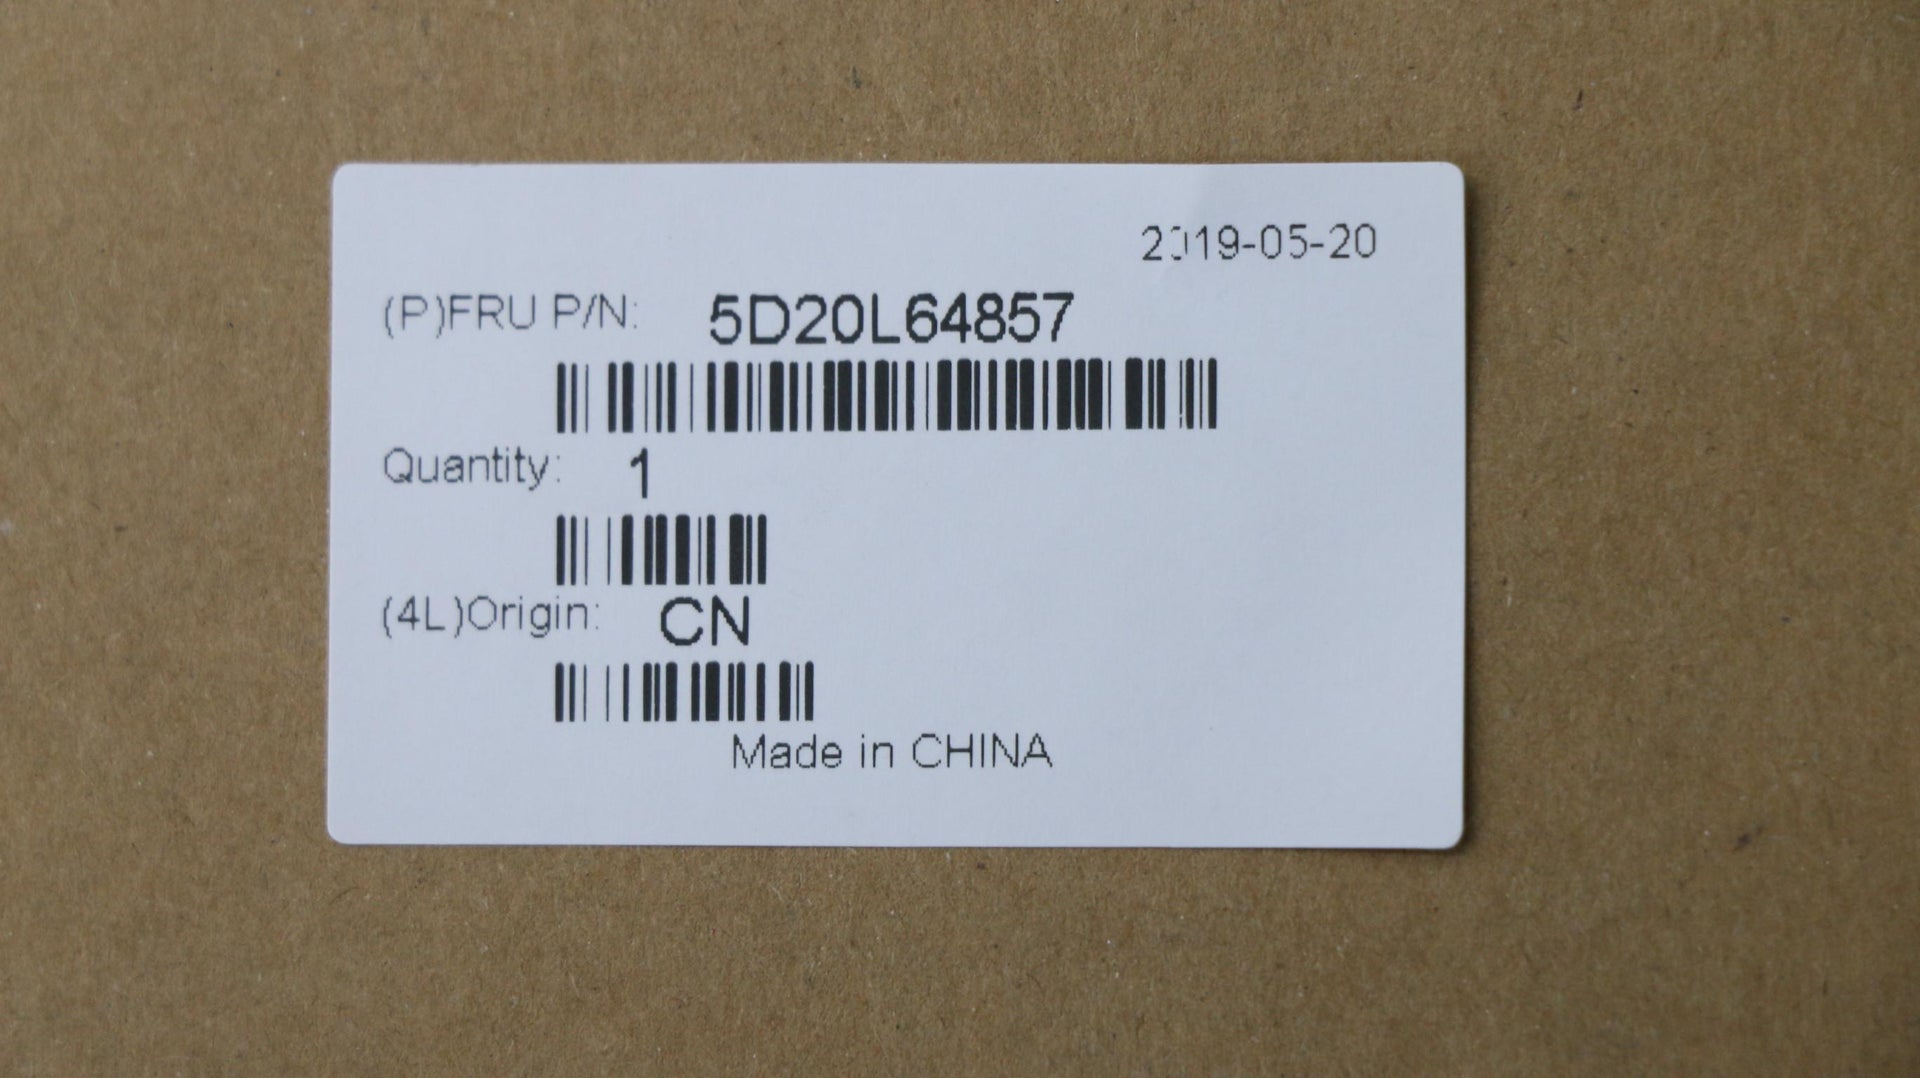 2019-05-20
(P)FRU P/N: 5D20L64857
Quantity: 1
(4L)Origin: CN
Made in CHINA